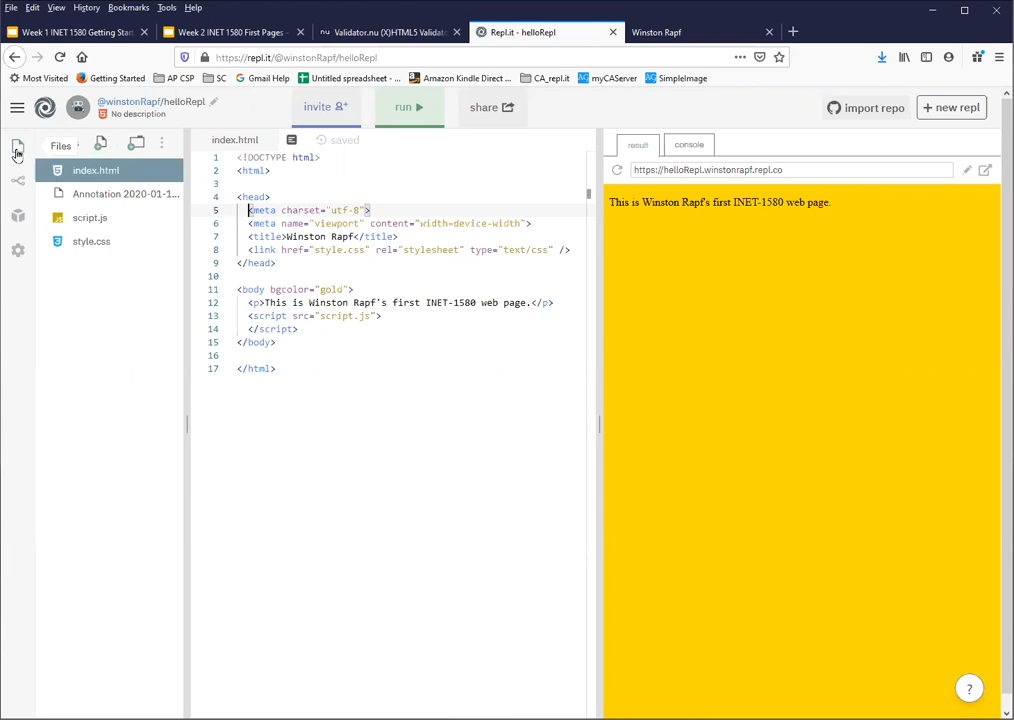 File Edit View History Bookmarks Tools Help
Week 1 INET 1580 Getting Star
Week 2 INET 1580 First Pages -
Validator.nu (X)HTML5 Validato
Repl.it - helloRepl
Winston Rapf
https://repl.it/@winstonRapf/helloRepl
Most Visited Getting Started AP CSP SC Gmail Help Untitled spreadsheet -... Amazon Kindle Direct ... CA_repl.it myCAServer SimpleImage
@winstonRapf/helloRepl
No description
invite
run
share
import repo
+ new repl
Files
index.html
Annotation 2020-01-1...
script.js
style.css
index.html
saved
1 <!DOCTYPE html>
2 <html>
3
4 <head>
5 <meta charset="utf-8">
6 <meta name="viewport" content="width=device-width">
7 <title>Winston Rapf</title>
8 <link href="style.css" rel="stylesheet" type="text/css" />
9 </head>
10
11 <body bgcolor="gold">
12 <p>This is Winston Rapf's first INET-1580 web page.</p>
13 <script src="script.js">
14 </script>
15 </body>
16
17 </html>
result console
https://helloRepl.winstonrapf.repl.co
This is Winston Rapf's first INET-1580 web page.
?